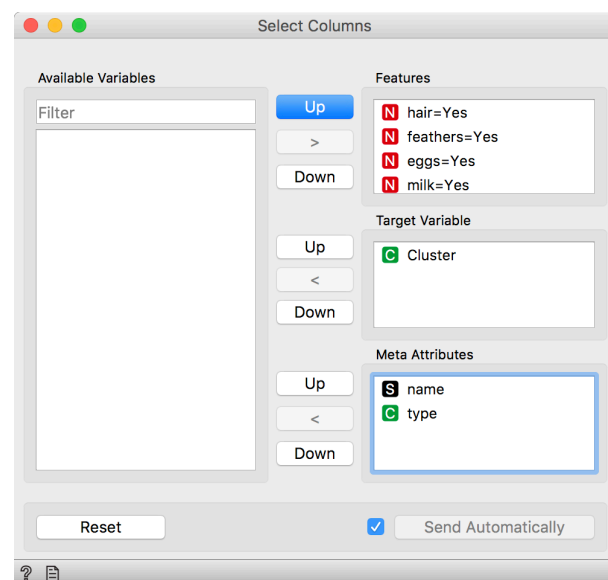 Select Columns
Available Variables
Filter
Up
>
Down
Features
N hair=Yes
N feathers=Yes
N eggs=Yes
N milk=Yes
Up
<
Down
Target Variable
C Cluster
Up
<
Down
Meta Attributes
S name
C type
Reset
Send Automatically
?